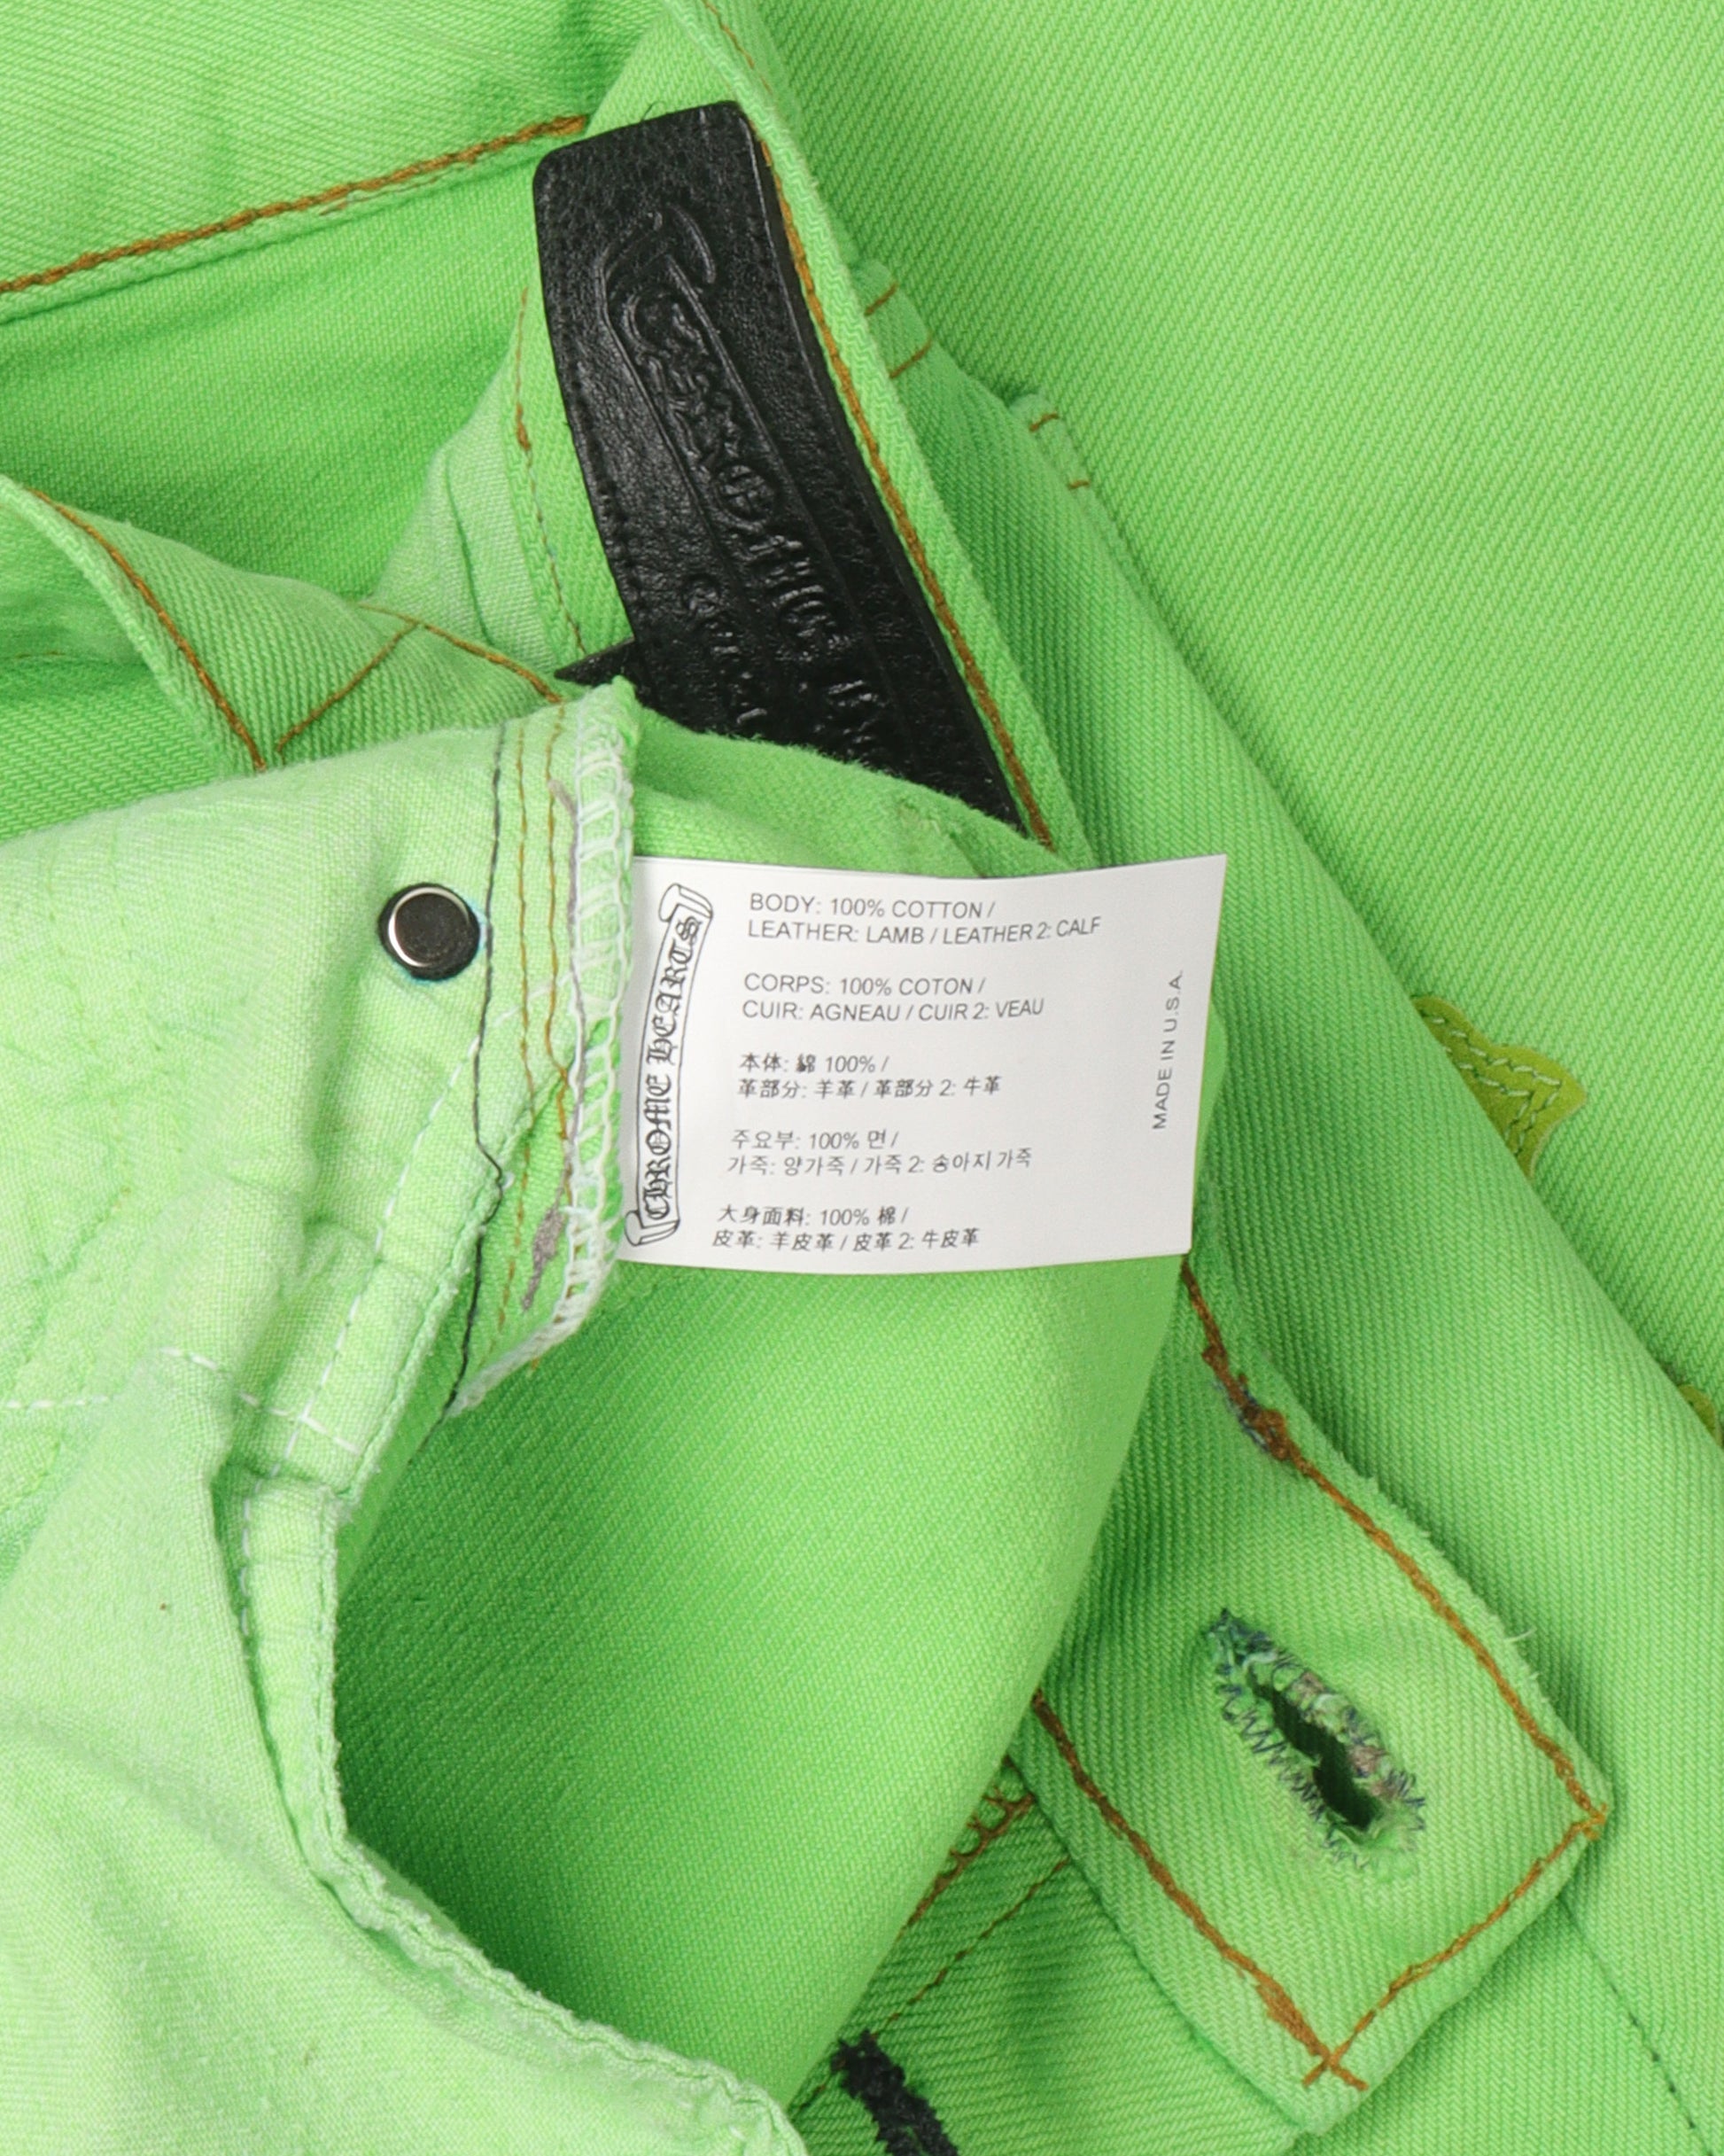 CHROME HEARTS
BODY: 100% COTTON /
LEATHER: LAMB / LEATHER 2: CALF
CORPS: 100% COTON /
CUIR: AGNEAU / CUIR 2: VEAU
本体: 綿 100% /
革部分: 羊革 / 革部分 2: 牛革
주요부: 100% 면 /
가죽: 양가죽 / 가죽 2: 송아지 가죽
大身面料: 100% 棉 /
皮革: 羊皮革 / 皮革 2: 牛皮革
MADE IN U.S.A.